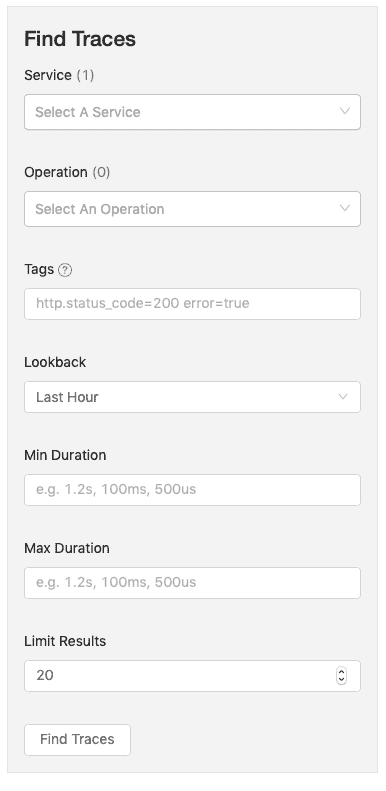 Find Traces
Service (1)
Select A Service
Operation (0)
Select An Operation
Tags ?
http.status_code=200 error=true
Lookback
Last Hour
Min Duration
e.g. 1.2s, 100ms, 500us
Max Duration
e.g. 1.2s, 100ms, 500us
Limit Results
20
Find Traces